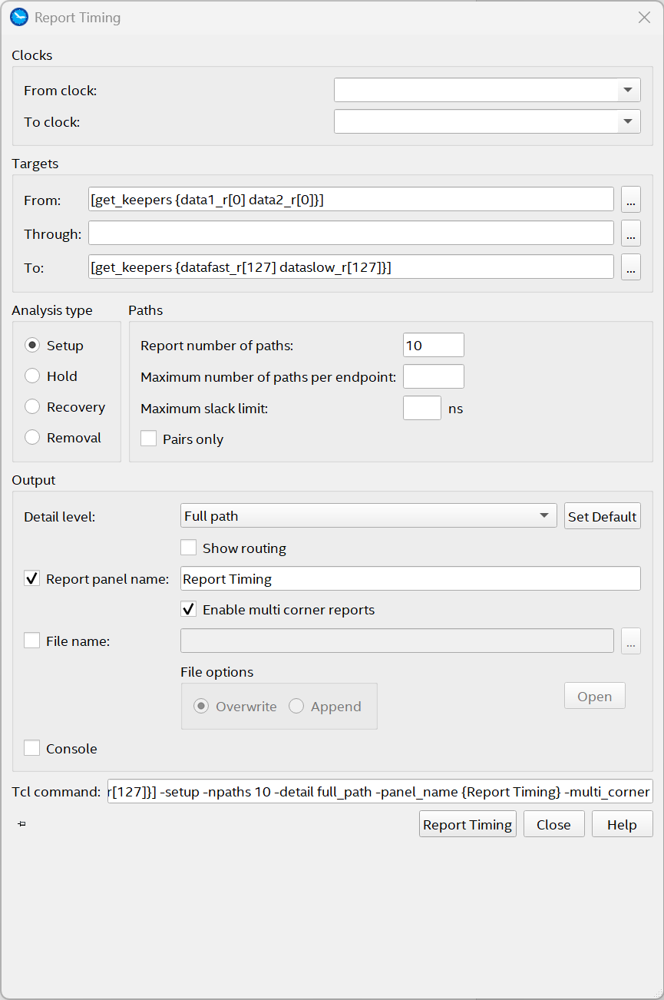 Report Timing
Clocks
From clock:
To clock:
Targets
From: [get_keepers {data1_r[0] data2_r[0]}] ...
Through: ...
To: [get_keepers {datafast_r[127] dataslow_r[127]}] ...
Analysis type Paths
Setup Report number of paths: 10
Hold Maximum number of paths per endpoint:
Recovery Maximum slack limit: ns
Removal Pairs only
Output
Detail level: Full path Set Default
Show routing
Report panel name: Report Timing
Enable multi corner reports
File name: ...
File options
Overwrite Append Open
Console
Tcl command: r[127]}] -setup -npaths 10 -detail full_path -panel_name {Report Timing} -multi_corner
Report Timing Close Help